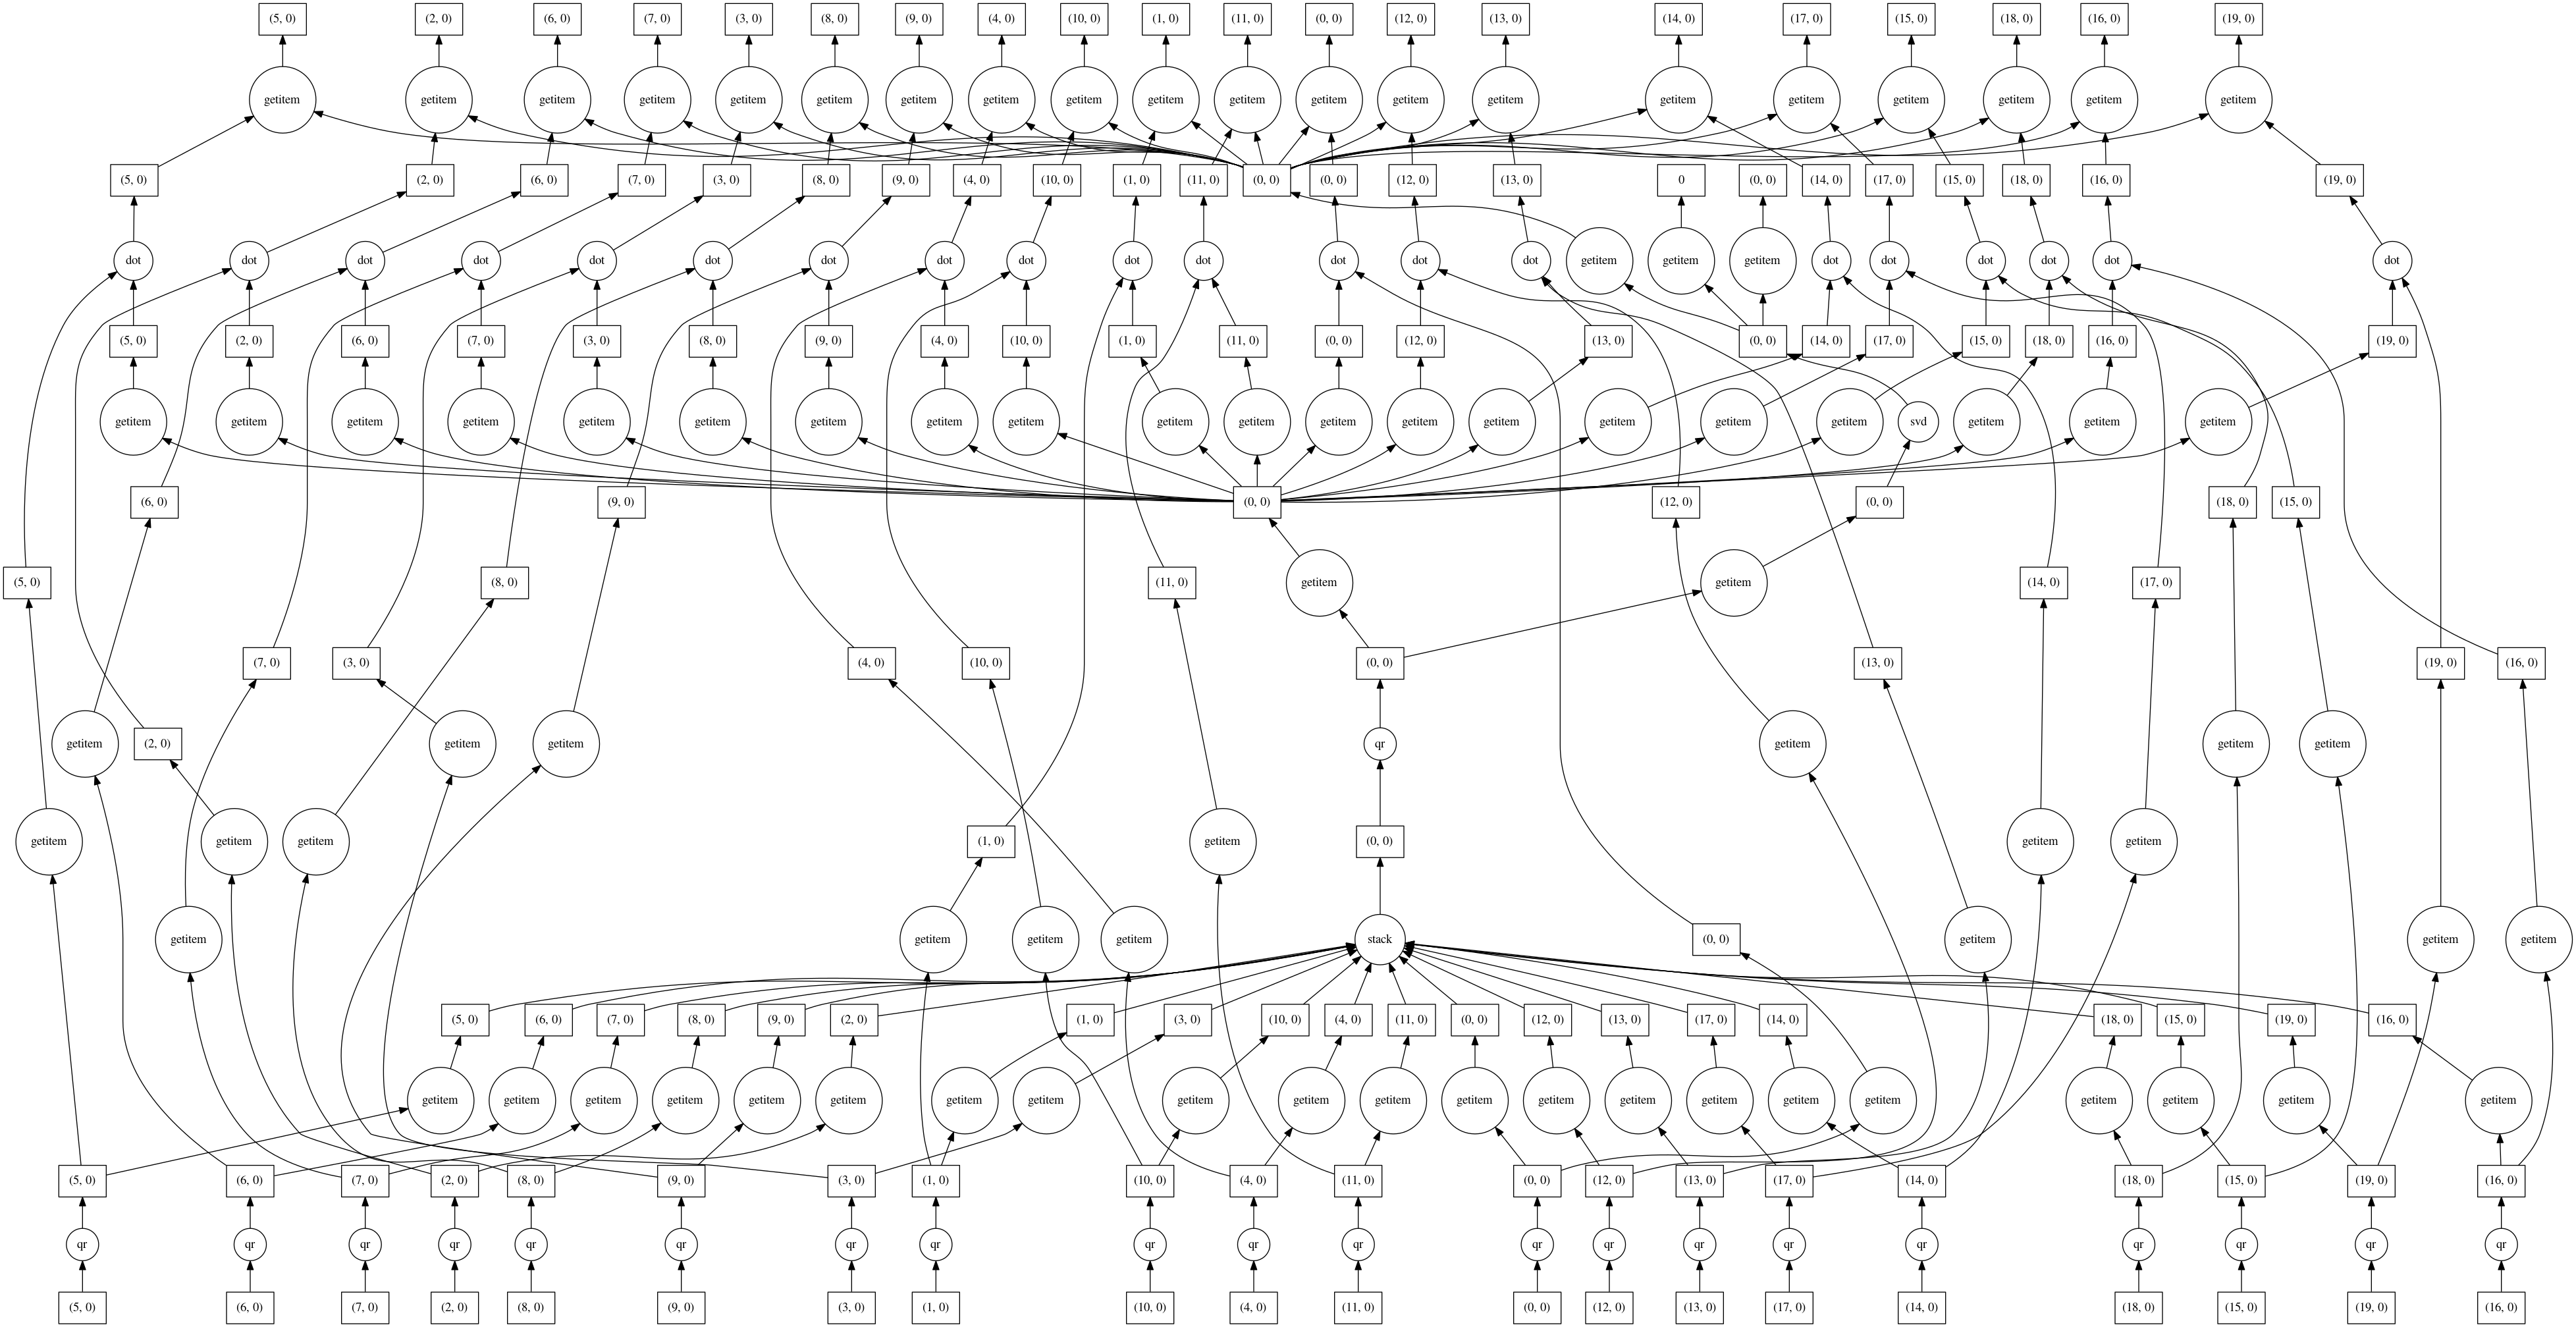 (5, 0) (2, 0) (6, 0) (7, 0) (3, 0) (8, 0) (9, 0) (4, 0) (10, 0) (1, 0) (11, 0) (0, 0) (12, 0) (13, 0) (14, 0) (17, 0) (15, 0) (18, 0) (16, 0) (19, 0)
getitem getitem getitem getitem getitem getitem getitem getitem getitem getitem getitem getitem getitem getitem getitem getitem getitem getitem getitem getitem
(5, 0) (2, 0) (6, 0) (7, 0) (3, 0) (8, 0) (9, 0) (4, 0) (10, 0) (1, 0) (11, 0) (0, 0) (0, 0) (12, 0) (13, 0) 0 (0, 0) (14, 0) (17, 0) (15, 0) (18, 0) (16, 0) (19, 0)
dot dot dot dot dot dot dot dot dot dot dot dot dot dot getitem getitem getitem dot dot dot dot dot dot
(5, 0) (2, 0) (6, 0) (7, 0) (3, 0) (8, 0) (9, 0) (4, 0) (10, 0) (1, 0) (11, 0) (0, 0) (12, 0) (13, 0) (0, 0) (14, 0) (17, 0) (15, 0) (18, 0) (16, 0) (19, 0)
getitem getitem getitem getitem getitem getitem getitem getitem getitem getitem getitem getitem getitem getitem getitem getitem getitem svd getitem getitem getitem
(6, 0) (9, 0) (0, 0) (12, 0) (0, 0) (18, 0) (15, 0)
(5, 0) (8, 0) (11, 0) getitem getitem (14, 0) (17, 0)
(7, 0) (3, 0) (4, 0) (10, 0) (0, 0) (13, 0) (19, 0) (16, 0)
getitem (2, 0) getitem getitem qr getitem getitem getitem
getitem getitem getitem (1, 0) getitem (0, 0) getitem getitem
getitem getitem getitem getitem stack (0, 0) getitem getitem getitem
(5, 0) (6, 0) (7, 0) (8, 0) (9, 0) (2, 0) (1, 0) (3, 0) (10, 0) (4, 0) (11, 0) (0, 0) (12, 0) (13, 0) (17, 0) (14, 0) (18, 0) (15, 0) (19, 0) (16, 0)
getitem getitem getitem getitem getitem getitem getitem getitem getitem getitem getitem getitem getitem getitem getitem getitem getitem getitem getitem getitem getitem
(5, 0) (6, 0) (7, 0) (2, 0) (8, 0) (9, 0) (3, 0) (1, 0) (10, 0) (4, 0) (11, 0) (0, 0) (12, 0) (13, 0) (17, 0) (14, 0) (18, 0) (15, 0) (19, 0) (16, 0)
qr qr qr qr qr qr qr qr qr qr qr qr qr qr qr qr qr qr qr qr
(5, 0) (6, 0) (7, 0) (2, 0) (8, 0) (9, 0) (3, 0) (1, 0) (10, 0) (4, 0) (11, 0) (0, 0) (12, 0) (13, 0) (17, 0) (14, 0) (18, 0) (15, 0) (19, 0) (16, 0)